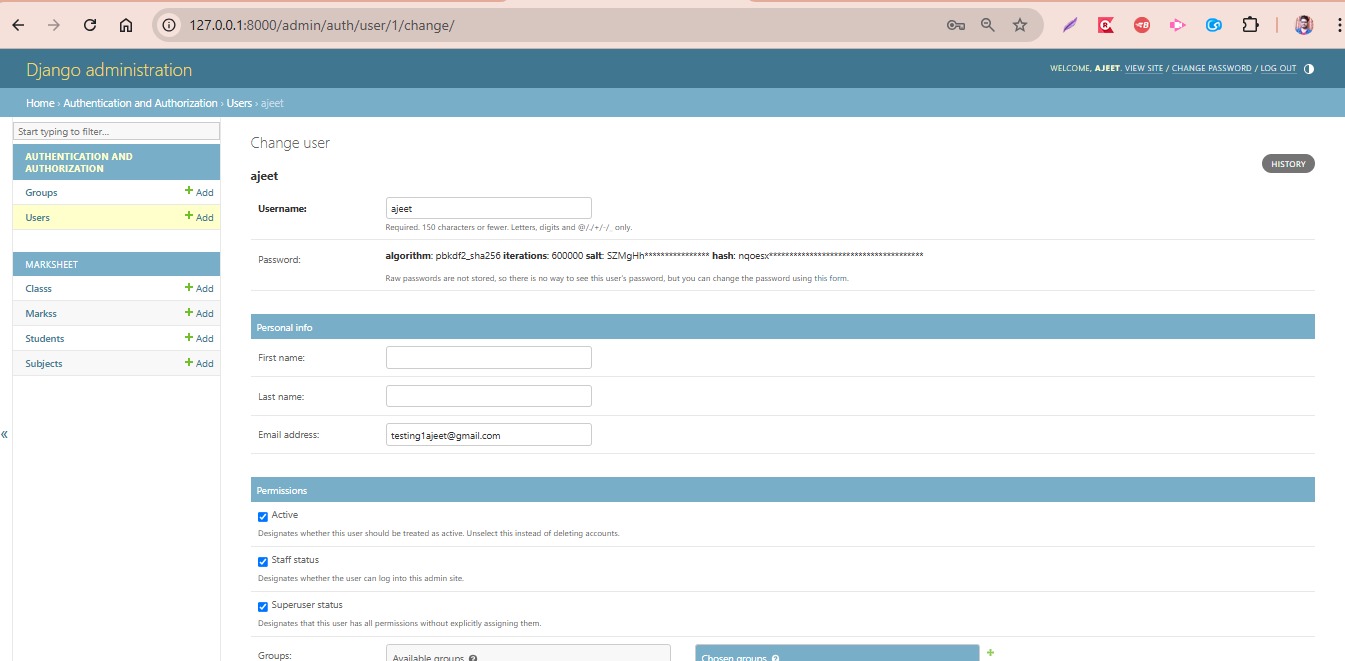 127.0.0.1:8000/admin/auth/user/1/change/
Django administration
WELCOME, AJEET. VIEW SITE / CHANGE PASSWORD / LOG OUT
Home › Authentication and Authorization › Users › ajeet
Start typing to filter...
AUTHENTICATION AND
AUTHORIZATION
Groups + Add
Users + Add
MARKSHEET
Classs + Add
Markss + Add
Students + Add
Subjects + Add
«
Change user
HISTORY
ajeet
Username: ajeet
Required. 150 characters or fewer. Letters, digits and @/./+/-/_ only.
Password: algorithm: pbkdf2_sha256 iterations: 600000 salt: SZMgHh**************** hash: nqoesx**************************************
Raw passwords are not stored, so there is no way to see this user's password, but you can change the password using this form.
Personal info
First name:
Last name:
Email address: testing1ajeet@gmail.com
Permissions
Active
Designates whether this user should be treated as active. Unselect this instead of deleting accounts.
Staff status
Designates whether the user can log into this admin site.
Superuser status
Designates that this user has all permissions without explicitly assigning them.
Groups: Available groups ? Chosen groups ? +